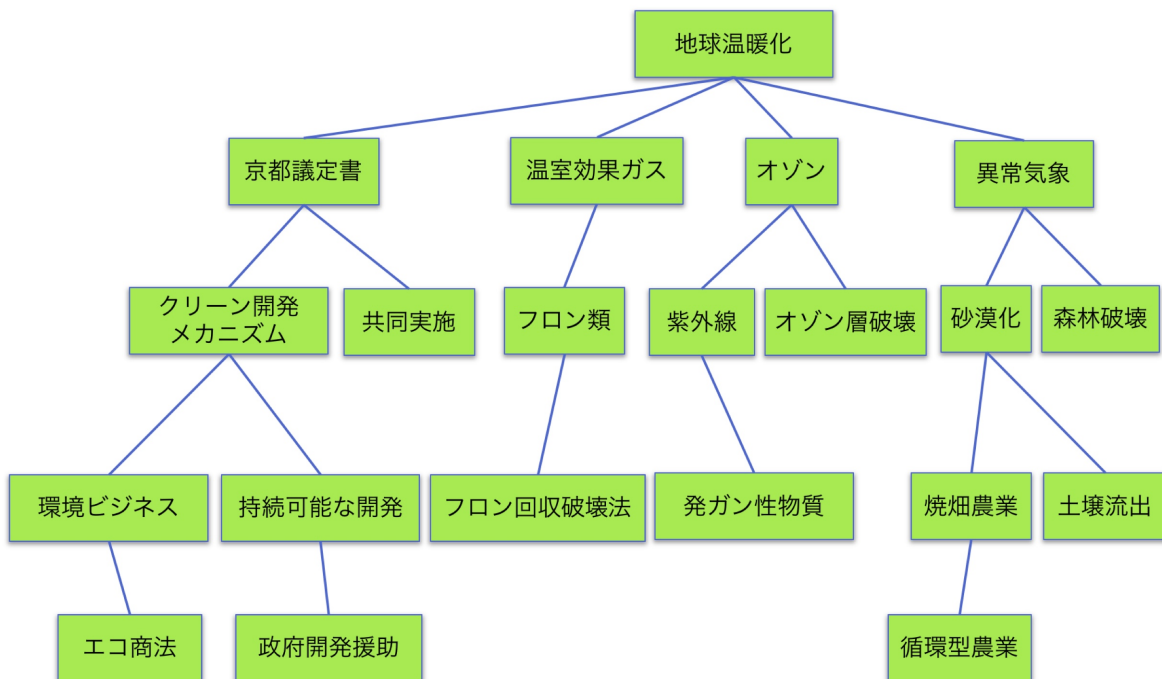 地球温暖化
京都議定書
温室効果ガス
オゾン
異常気象
クリーン開発
メカニズム
共同実施
フロン類
紫外線
オゾン層破壊
砂漠化
森林破壊
環境ビジネス
持続可能な開発
フロン回収破壊法
発ガン性物質
焼畑農業
土壌流出
エコ商法
政府開発援助
循環型農業